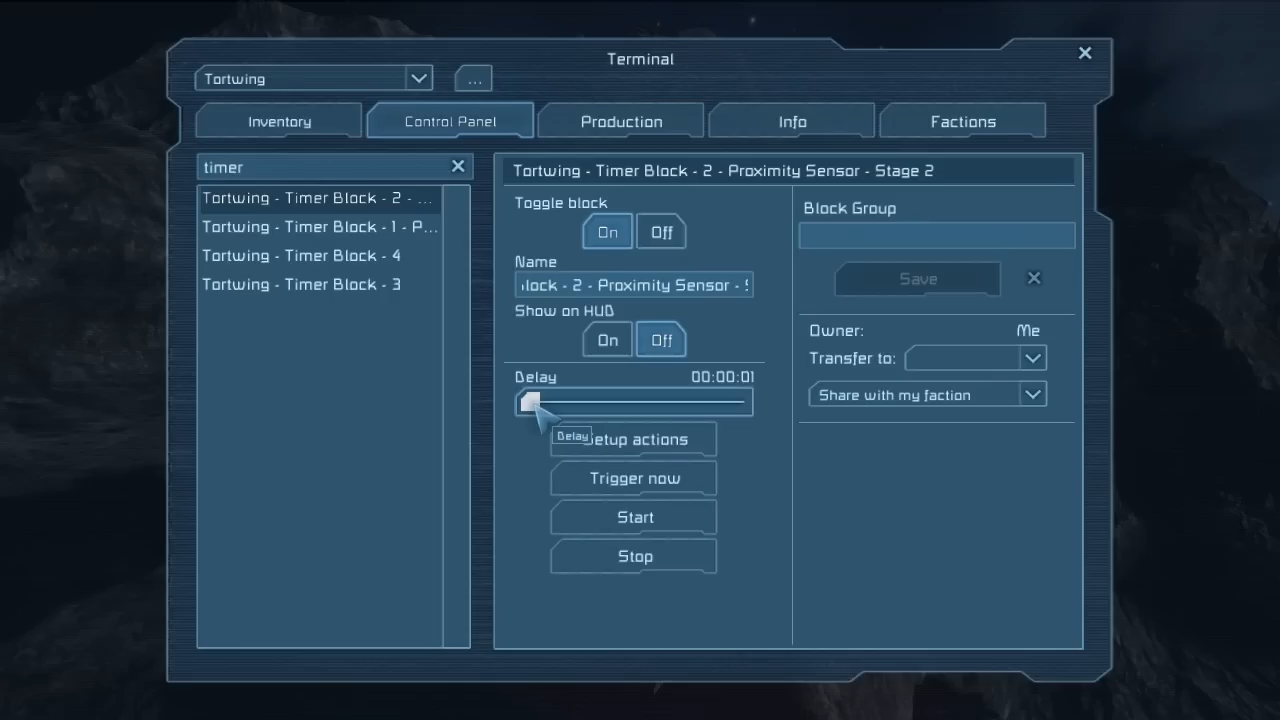 Terminal
Tortwing
...
Inventory
Control Panel
Production
Info
Factions
timer
Tortwing - Timer Block - 2 - ...
Tortwing - Timer Block - 1 - P...
Tortwing - Timer Block - 4
Tortwing - Timer Block - 3
Tortwing - Timer Block - 2 - Proximity Sensor - Stage 2
Toggle block
On Off
Name
lock - 2 - Proximity Sensor -
Show on HUD
On Off
Delay 00:00:01
Delay
etup actions
Trigger now
Start
Stop
Block Group
Save
Owner: Me
Transfer to:
Share with my faction